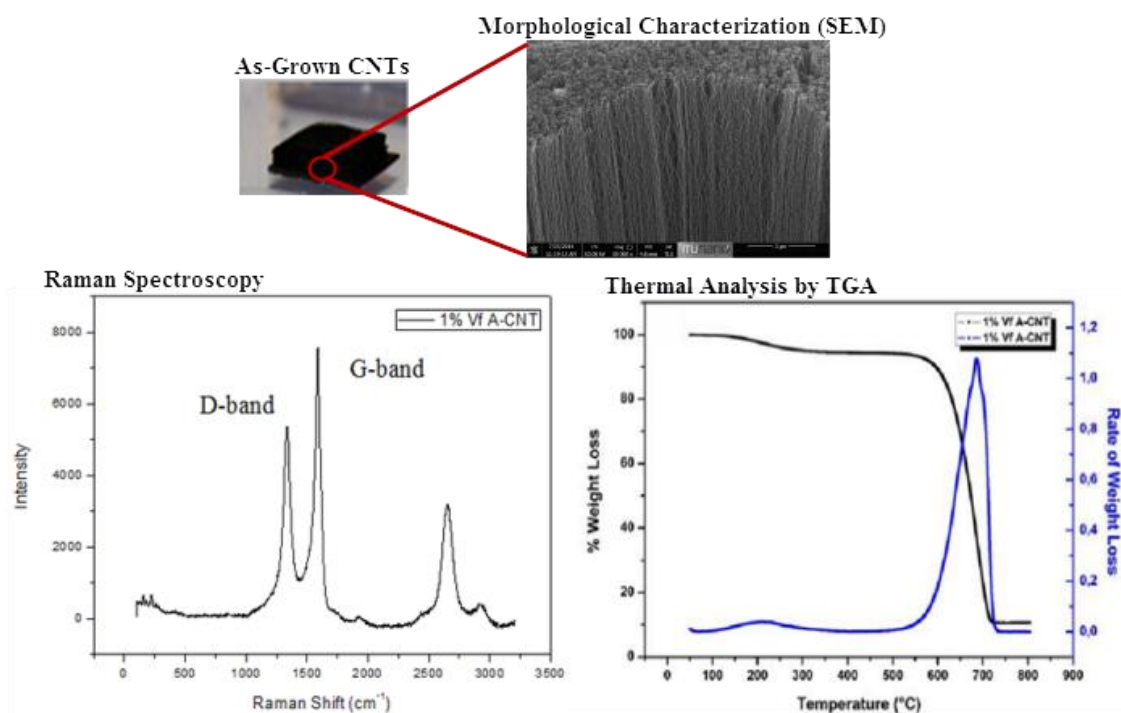 Morphological Characterization (SEM)
As-Grown CNTs
Raman Spectroscopy
1% Vf A-CNT
G-band
D-band
8000
6000
4000
2000
0
Intensity
0 500 1000 1500 2000 2500 3000 3500
Raman Shift (cm⁻¹)
Thermal Analysis by TGA
1% Vf A-CNT
1% Vf A-CNT
100
80
60
40
20
0
% Weight Loss
1,2
1,0
0,8
0,6
0,4
0,2
0,0
Rate of Weight Loss
0 100 200 300 400 500 600 700 800 900
Temperature (°C)